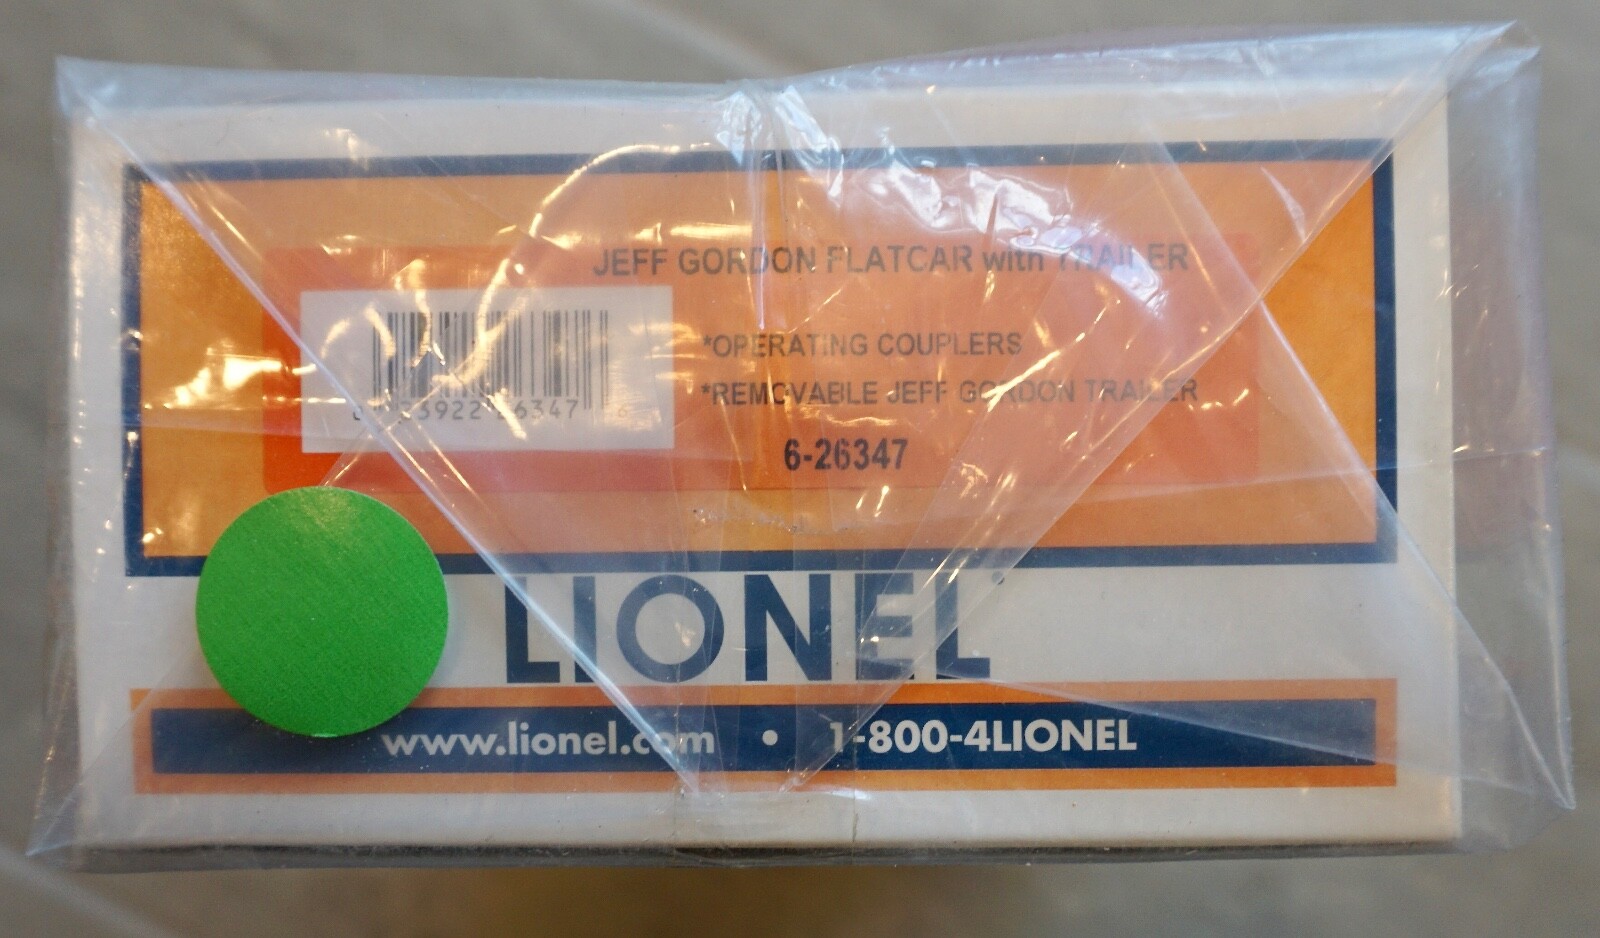 JEFF GORDON FLATCAR with TRAILER
*OPERATING COUPLERS
*REMOVABLE JEFF GORDON TRAILER
6-26347
LIONEL
www.lionel.com • 1-800-4LIONEL